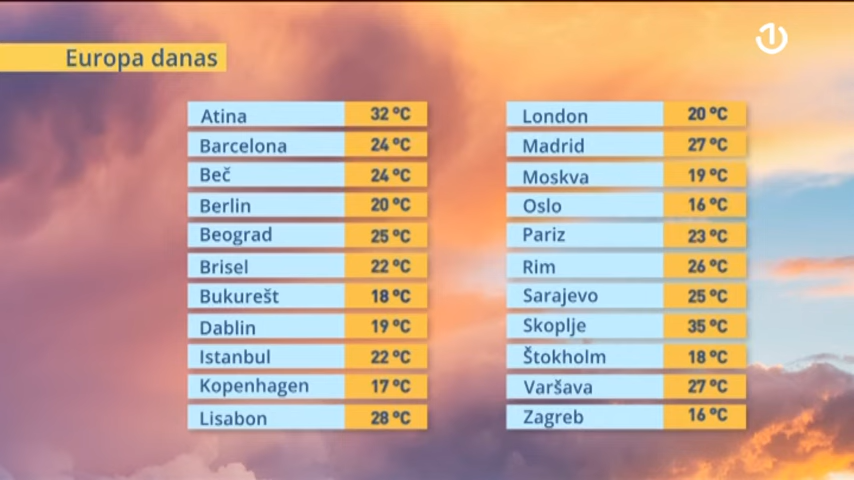 Europa danas
1
Atina 32 °C
Barcelona 24 °C
Beč 24 °C
Berlin 20 °C
Beograd 25 °C
Brisel 22 °C
Bukurešt 18 °C
Dablin 19 °C
Istanbul 22 °C
Kopenhagen 17 °C
Lisabon 28 °C
London 20 °C
Madrid 27 °C
Moskva 19 °C
Oslo 16 °C
Pariz 23 °C
Rim 26 °C
Sarajevo 25 °C
Skoplje 35 °C
Štokholm 18 °C
Varšava 27 °C
Zagreb 16 °C